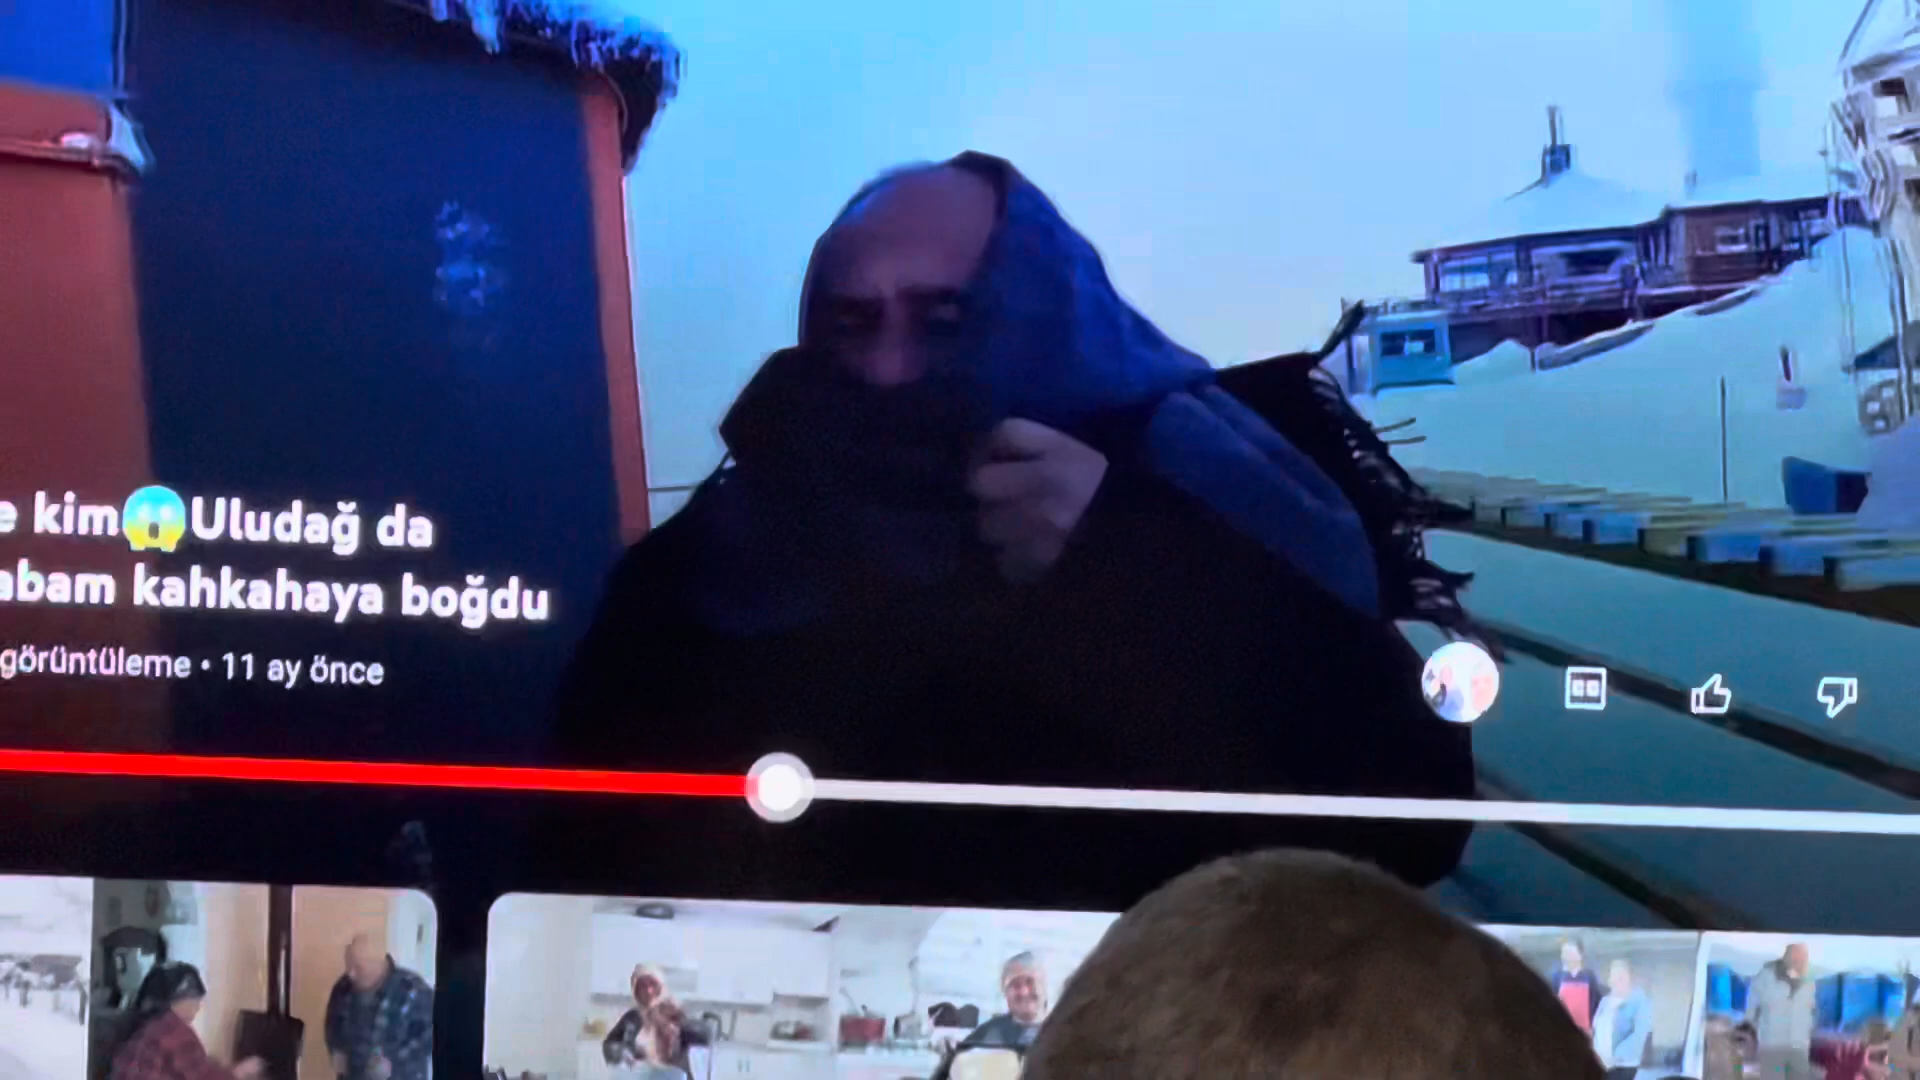 e kim😱Uludağ da
abam kahkahaya boğdu
görüntüleme • 11 ay önce